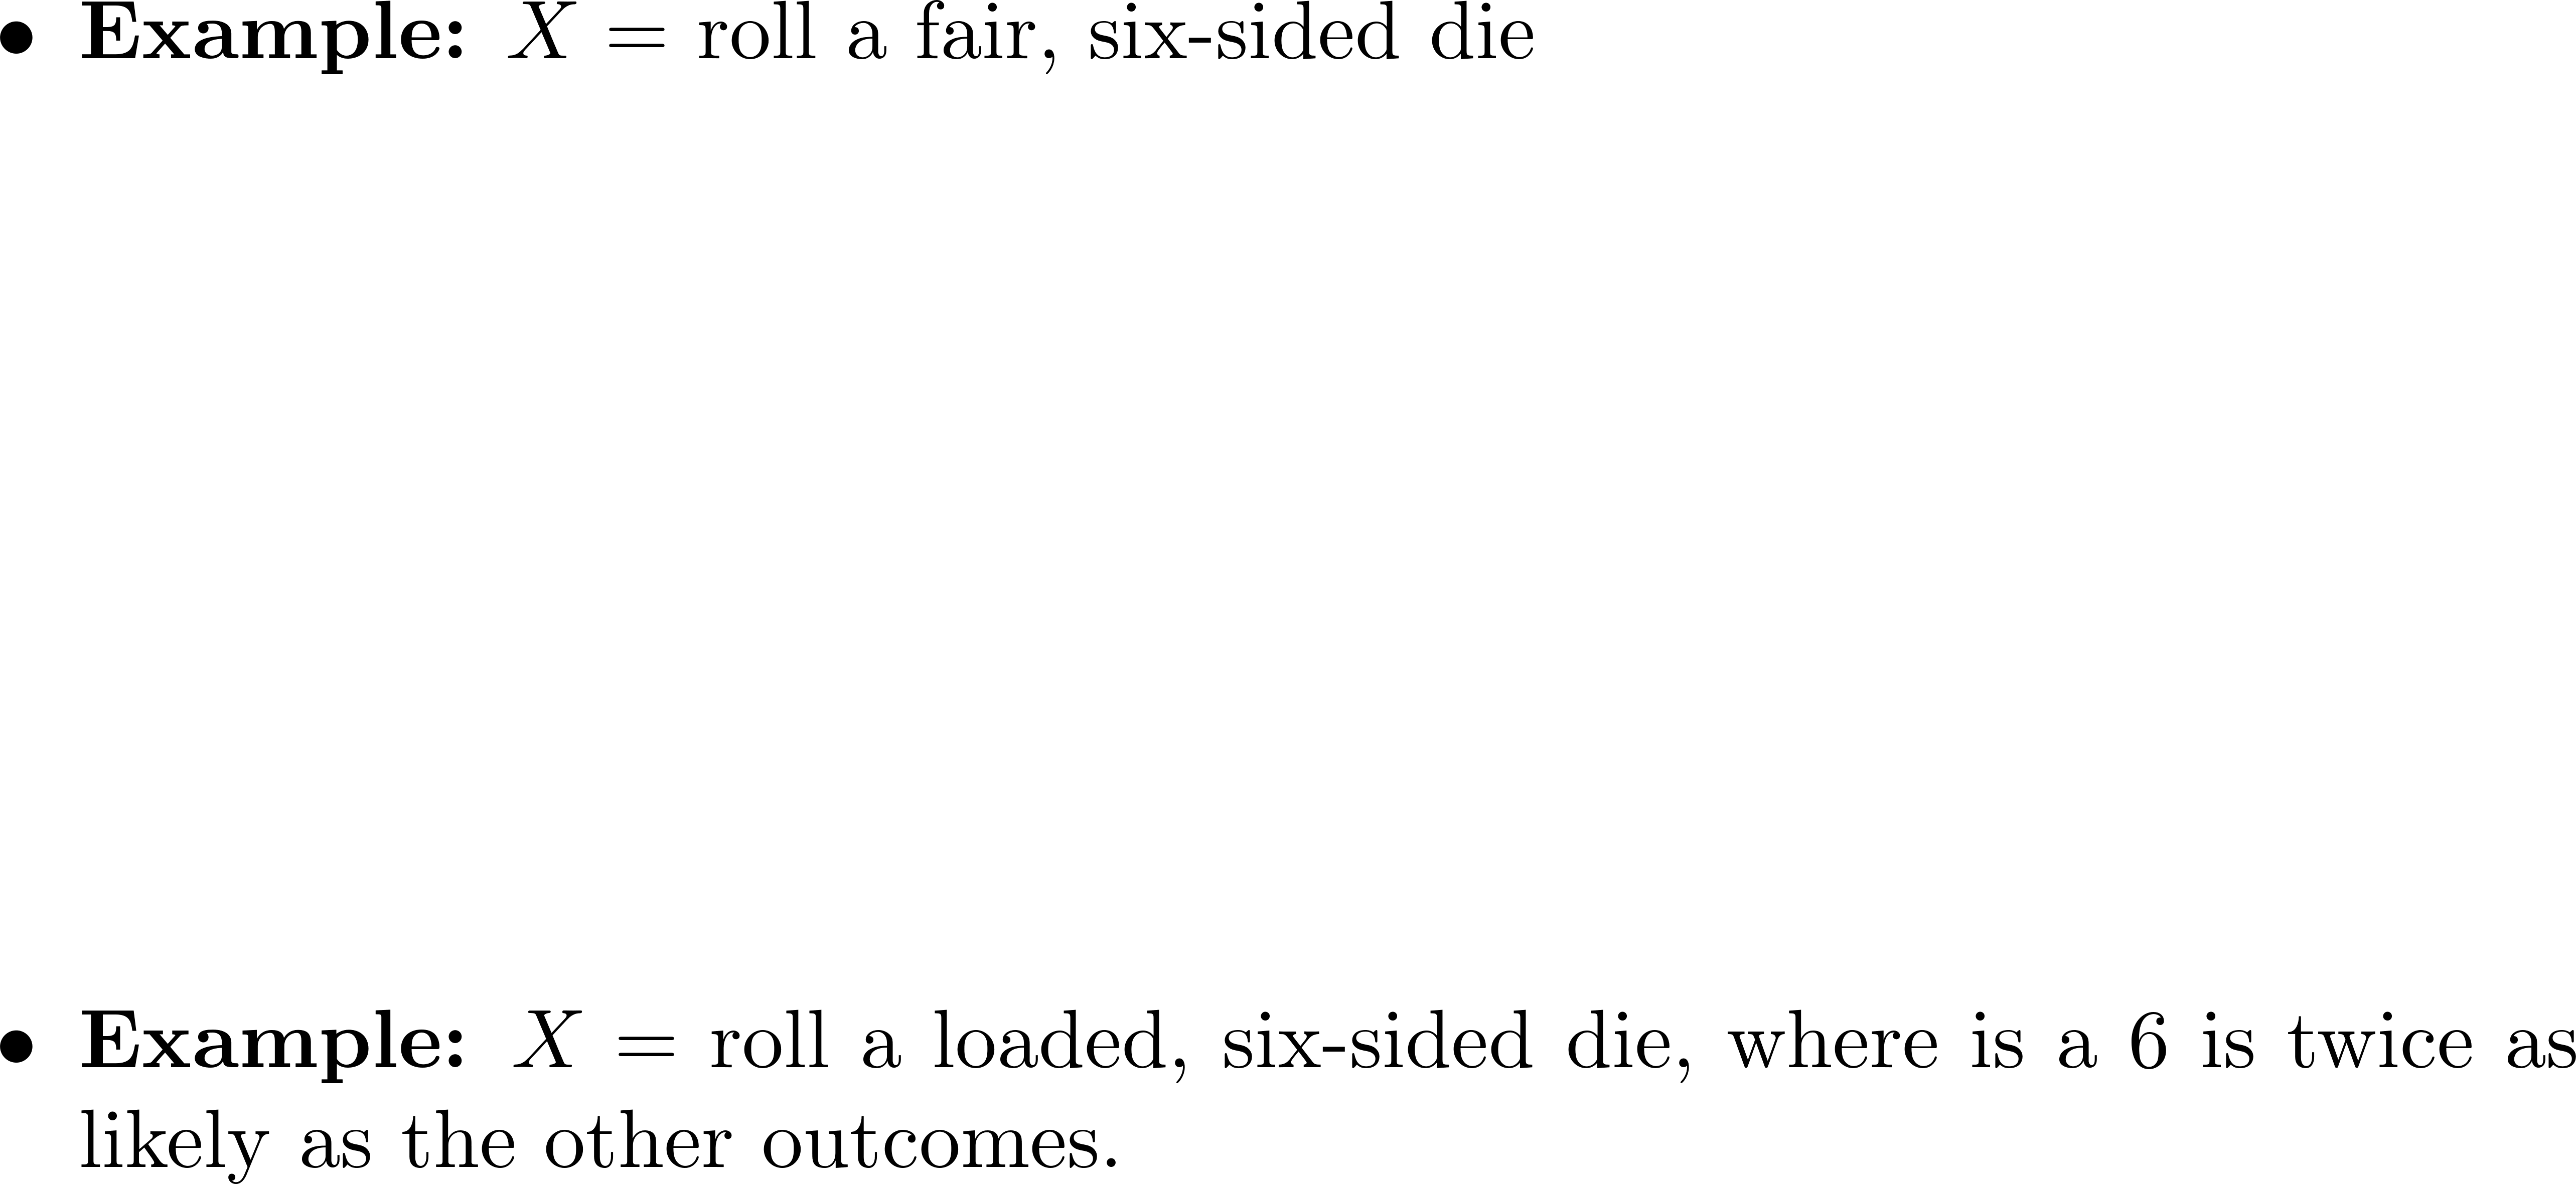 • Example: X = roll a fair, six-sided die
• Example: X = roll a loaded, six-sided die, where is a 6 is twice as
likely as the other outcomes.